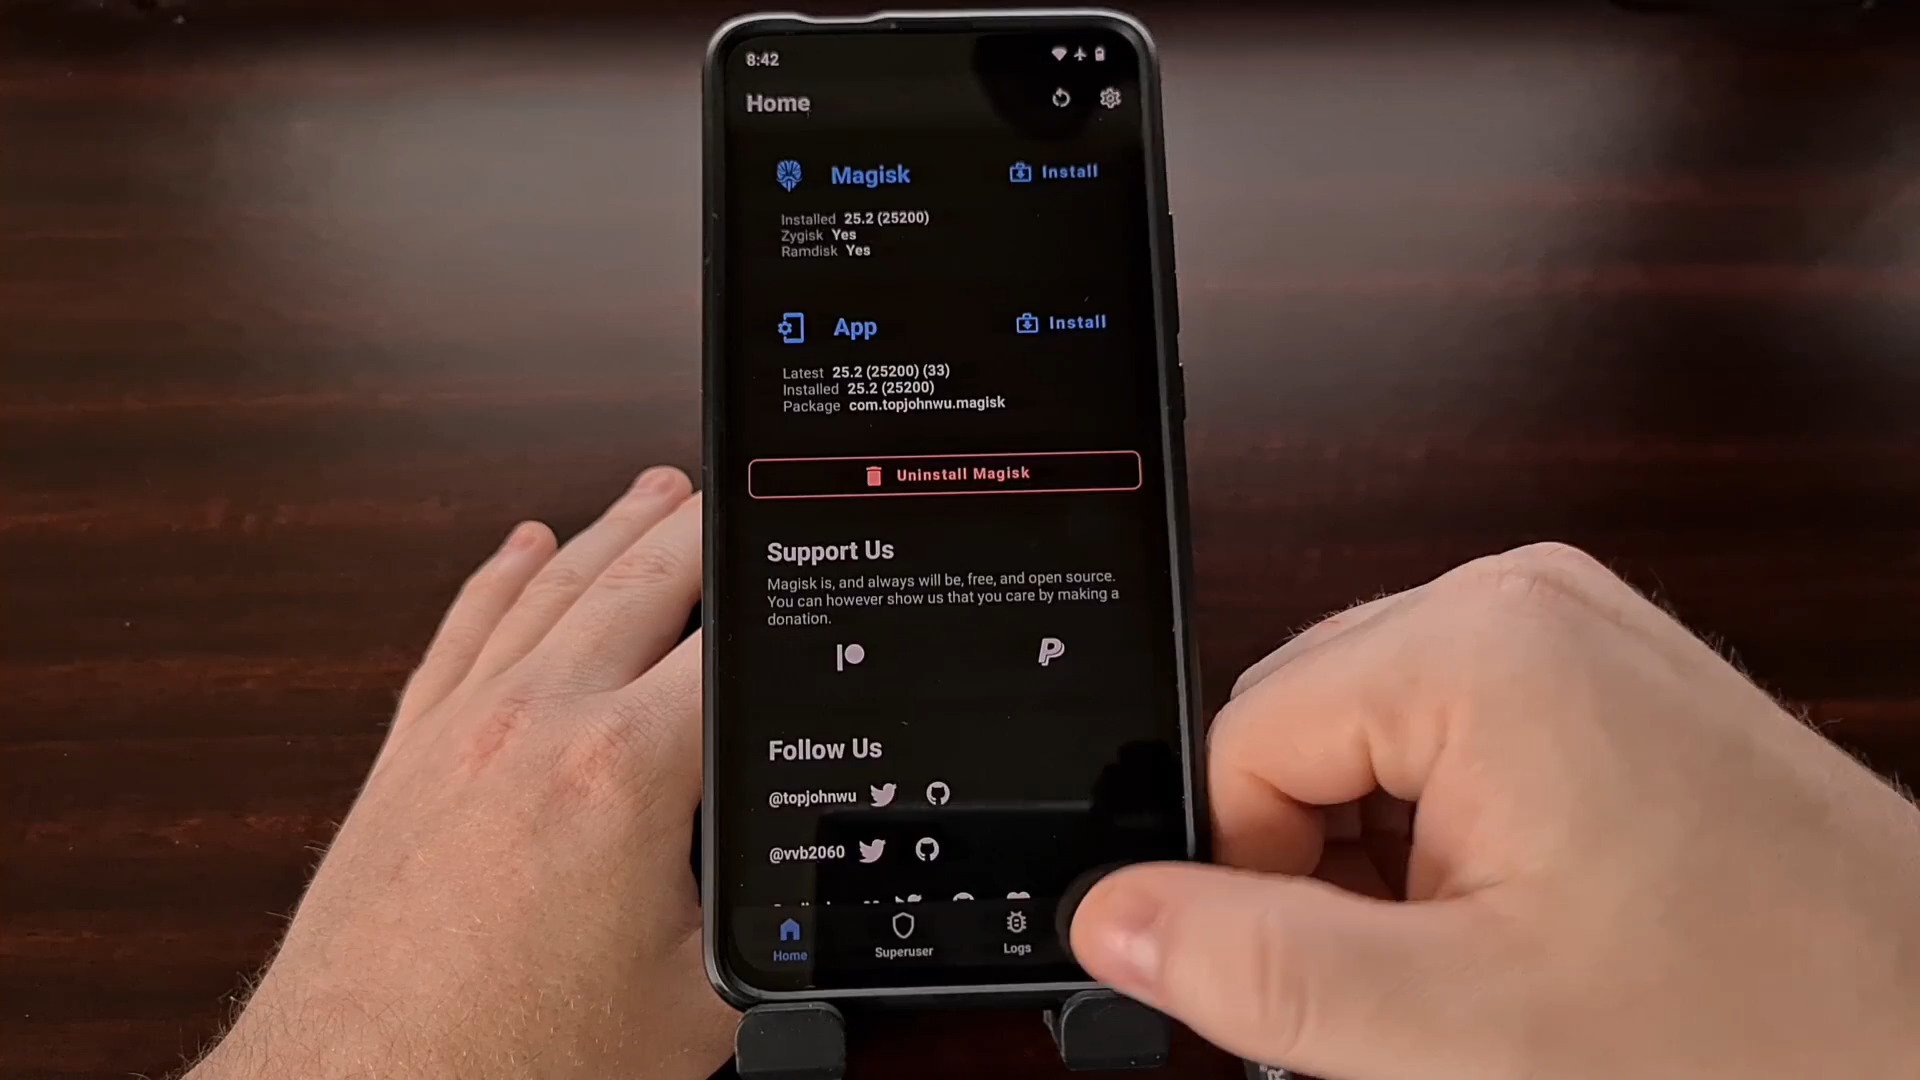 8:42
Home
Magisk
Install
Installed 25.2 (25200)
Zygisk Yes
Ramdisk Yes
App
Install
Latest 25.2 (25200) (33)
Installed 25.2 (25200)
Package com.topjohnwu.magisk
Uninstall Magisk
Support Us
Magisk is, and always will be, free, and open source.
You can however show us that you care by making a
donation.
Follow Us
@topjohnwu
@vvb2060
Home
Superuser
Logs